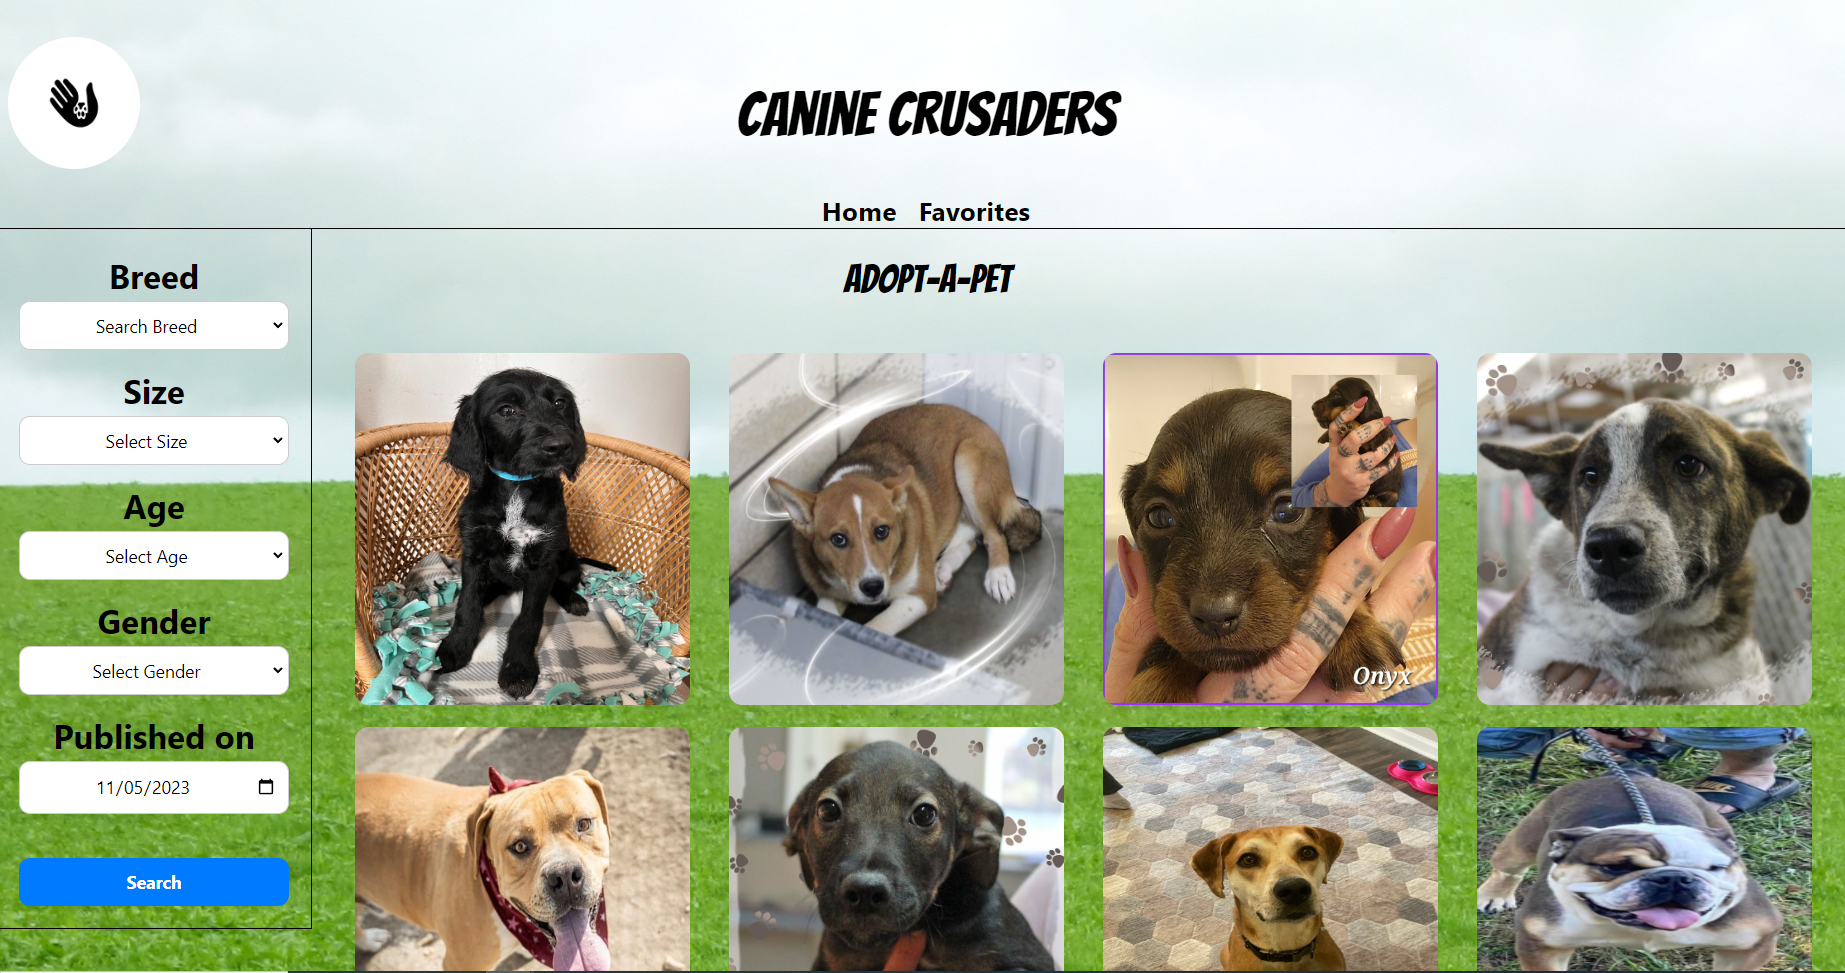 CANINE CRUSADERS
Home Favorites
Breed
Search Breed
Size
Select Size
Age
Select Age
Gender
Select Gender
Published on
11/05/2023
Search
ADOPT-A-PET
Onyx